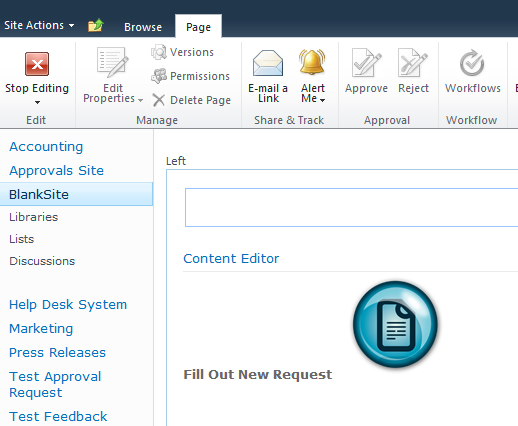 Site Actions Browse Page
Stop Editing
Edit
Edit Properties
Versions
Permissions
Delete Page
Manage
E-mail a Link
Alert Me
Share & Track
Approve
Reject
Approval
Workflows
Workflow
Accounting
Approvals Site
BlankSite
Libraries
Lists
Discussions
Help Desk System
Marketing
Press Releases
Test Approval
Request
Test Feedback
Left
Content Editor
Fill Out New Request